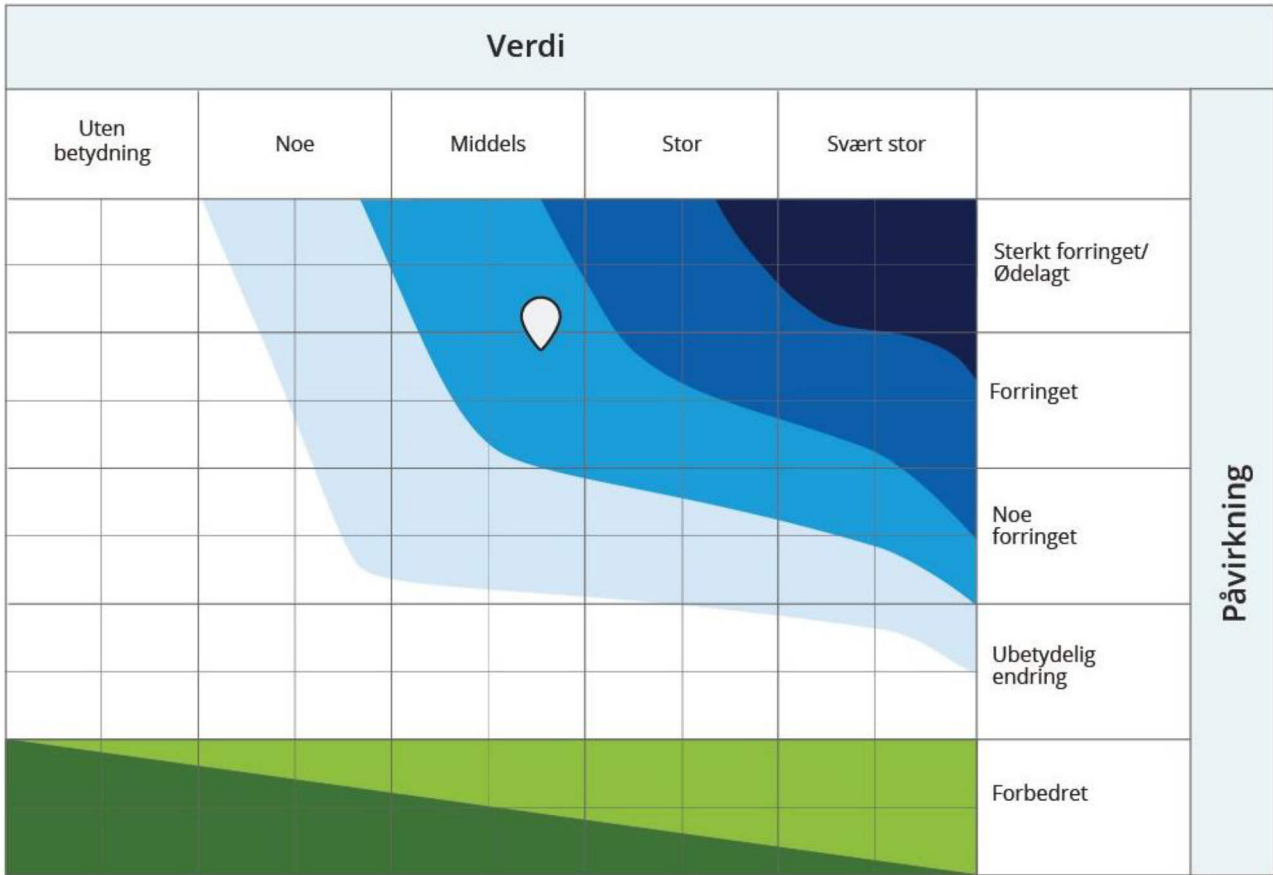 Verdi
Uten
betydning
Noe
Middels
Stor
Svært stor
Sterkt forringet/
Ødelagt
Forringet
Noe
forringet
Ubetydelig
endring
Forbedret
Påvirkning